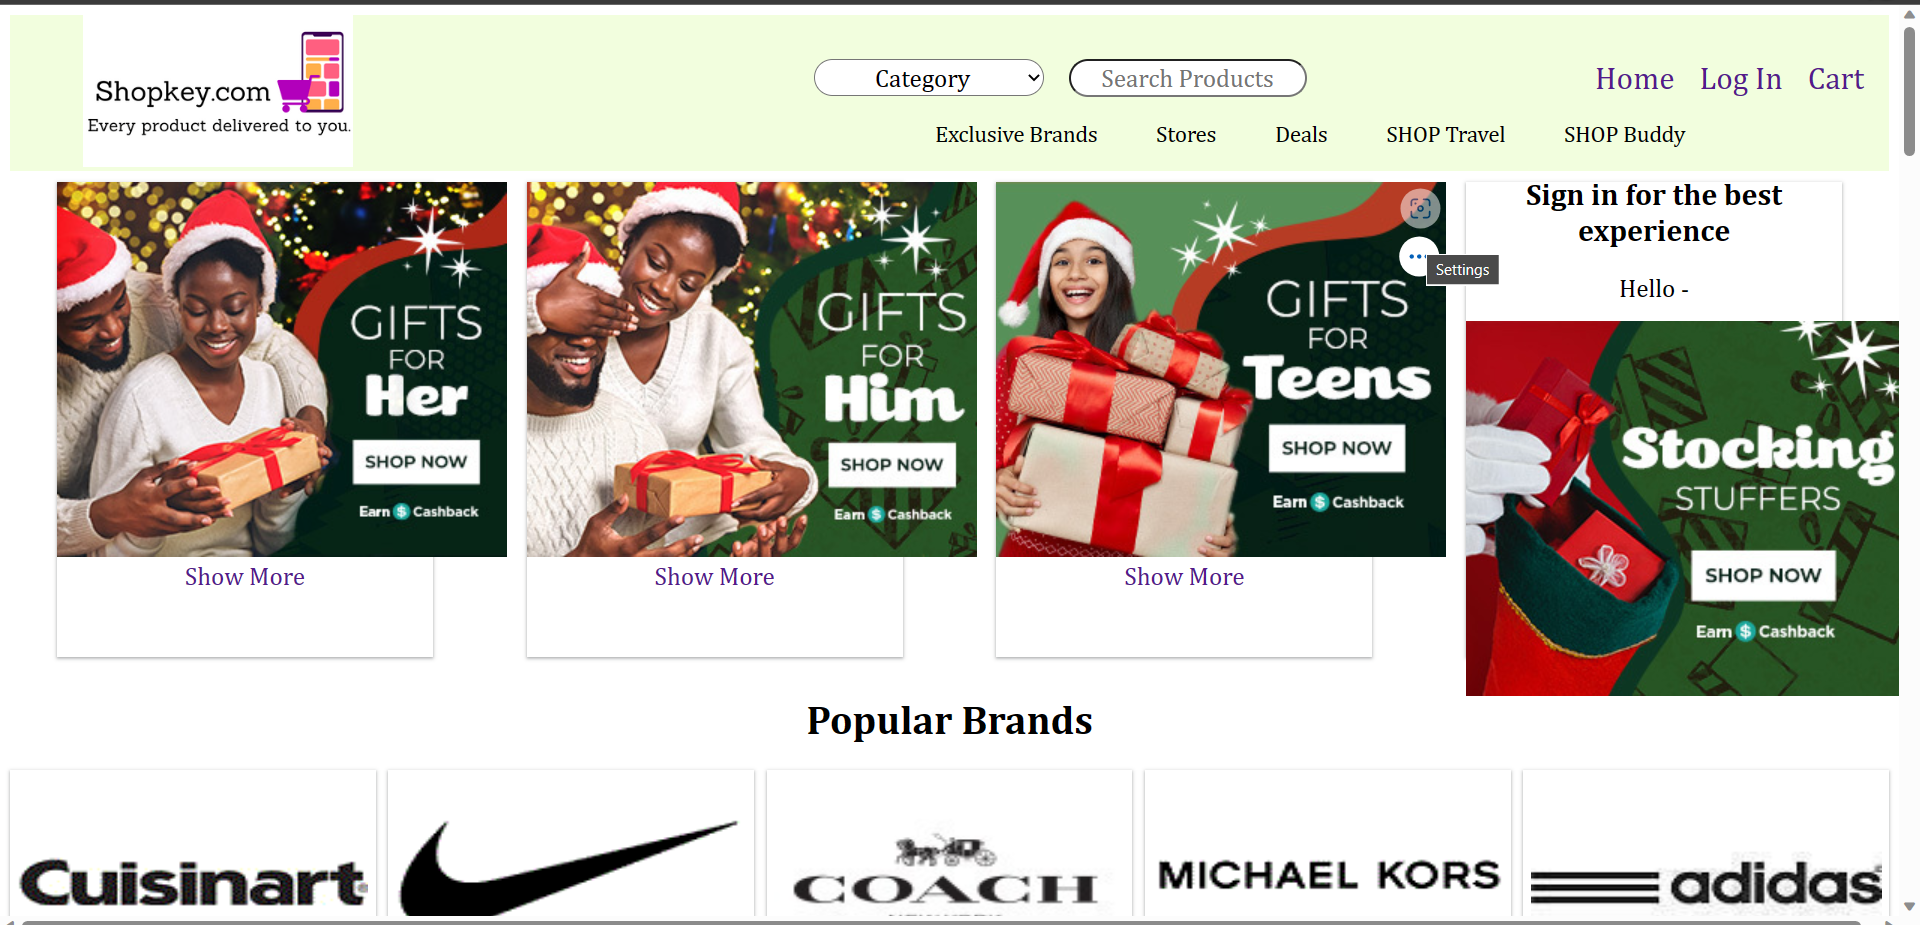 Shopkey.com
Every product delivered to you.
Category
Search Products
Home
Log In
Cart
Exclusive Brands
Stores
Deals
SHOP Travel
SHOP Buddy
GIFTS
FOR
Her
SHOP NOW
Earn $ Cashback
Show More
GIFTS
FOR
Him
SHOP NOW
Earn $ Cashback
Show More
GIFTS
FOR
Teens
SHOP NOW
Earn $ Cashback
Show More
Settings
Sign in for the best
experience
Hello -
Stocking
STUFFERS
SHOP NOW
Earn $ Cashback
Popular Brands
Cuisinart
COACH
MICHAEL KORS
adidas